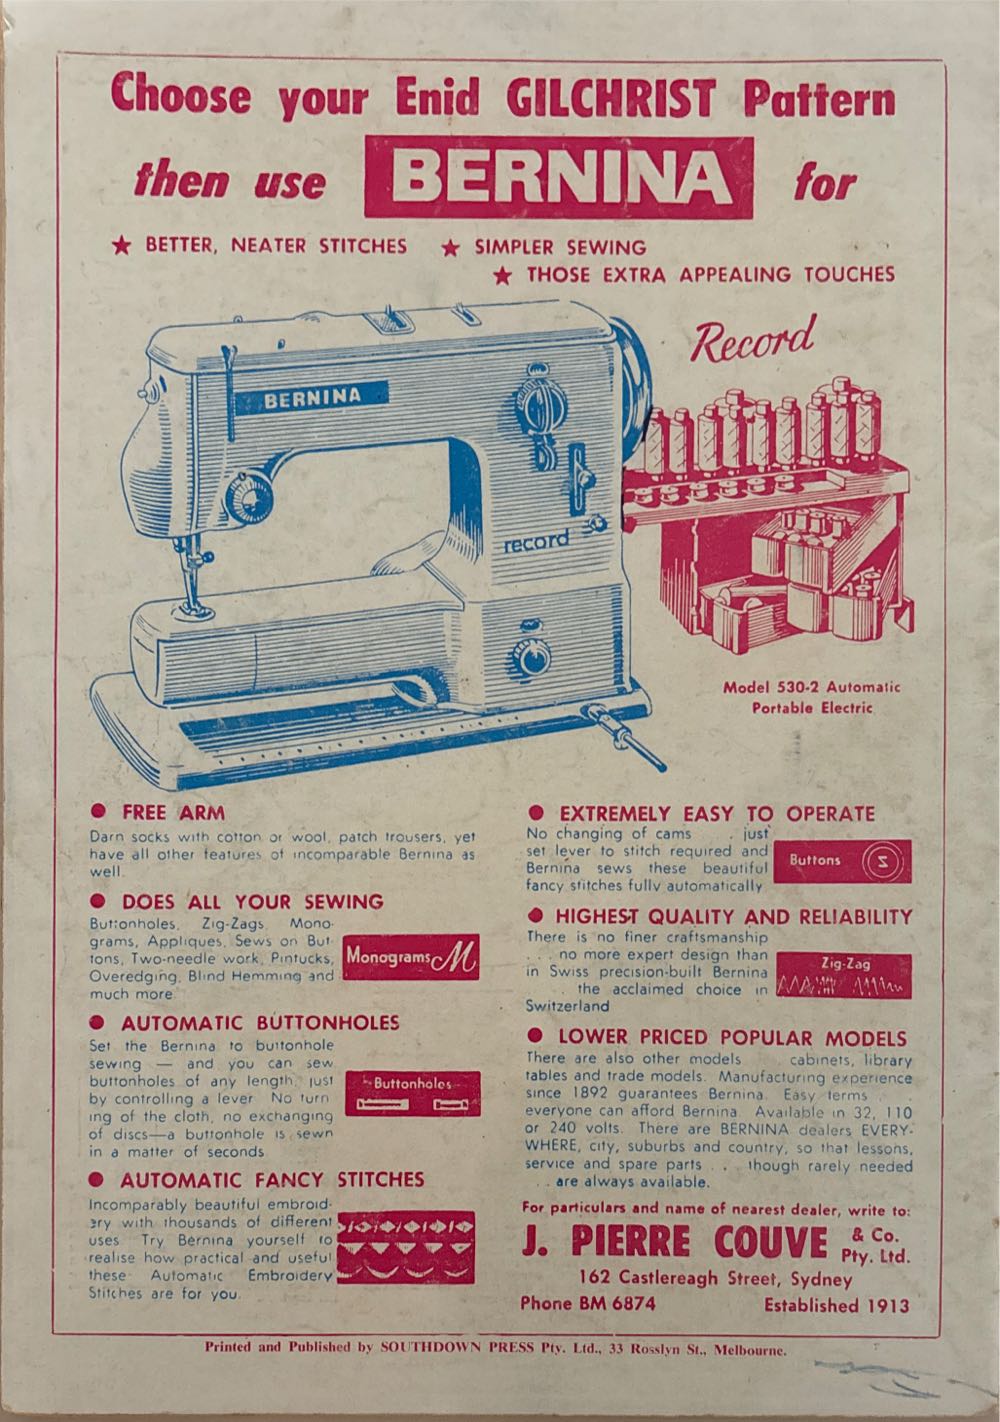 Choose your Enid GILCHRIST Pattern
then use BERNINA for
★ BETTER, NEATER STITCHES ★ SIMPLER SEWING
★ THOSE EXTRA APPEALING TOUCHES
Record
BERNINA
record
Model 530-2 Automatic
Portable Electric
● FREE ARM
Darn socks with cotton or wool, patch trousers, yet
have all other features of incomparable Bernina as
well.
● DOES ALL YOUR SEWING
Buttonholes, Zig-Zags, Mono-
grams, Appliques, Sews on But-
tons, Two-needle work, Pintucks,
Overedging, Blind Hemming and
much more
Monograms M
● AUTOMATIC BUTTONHOLES
Set the Bernina to buttonhole
sewing — and you can sew
buttonholes of any length, just
by controlling a lever No turn
ing of the cloth, no exchanging
of discs—a buttonhole is sewn
in a matter of seconds
Buttonholes
● AUTOMATIC FANCY STITCHES
Incomparably beautiful embroid-
ery with thousands of different
uses Try Bernina yourself to
realise how practical and useful
these Automatic Embroidery
Stitches are for you.
● EXTREMELY EASY TO OPERATE
No changing of cams . just
set lever to stitch required and
Bernina sews these beautiful
fancy stitches fully automatically
Buttons
● HIGHEST QUALITY AND RELIABILITY
There is no finer craftsmanship
. . . no more expert design than
in Swiss precision-built Bernina
. . the acclaimed choice in
Switzerland
Zig-Zag
● LOWER PRICED POPULAR MODELS
There are also other models cabinets, library
tables and trade models. Manufacturing experience
since 1892 guarantees Bernina. Easy terms . .
everyone can afford Bernina. Available in 32, 110
or 240 volts. There are BERNINA dealers EVERY-
WHERE, city, suburbs and country, so that lessons,
service and spare parts . . though rarely needed
. . are always available.
For particulars and name of nearest dealer, write to:
J. PIERRE COUVE & Co. Pty. Ltd.
162 Castlereagh Street, Sydney
Phone BM 6874 Established 1913
Printed and Published by SOUTHDOWN PRESS Pty. Ltd., 33 Rosslyn St., Melbourne.